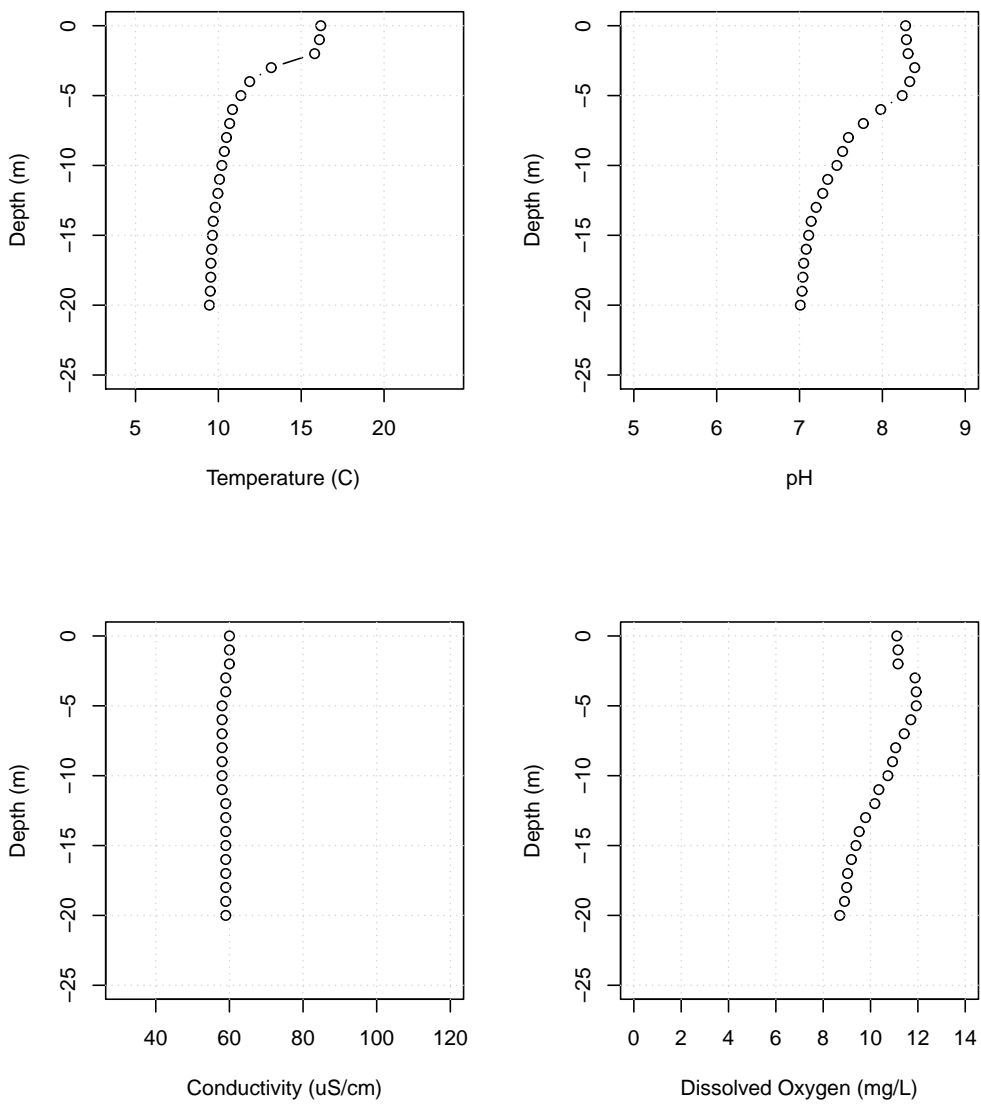 0
−5
−10
−15
−20
−25
Depth (m)
5 10 15 20
Temperature (C)
0
−5
−10
−15
−20
−25
Depth (m)
5 6 7 8 9
pH
0
−5
−10
−15
−20
−25
Depth (m)
40 60 80 100 120
Conductivity (uS/cm)
0
−5
−10
−15
−20
−25
Depth (m)
0 2 4 6 8 10 12 14
Dissolved Oxygen (mg/L)